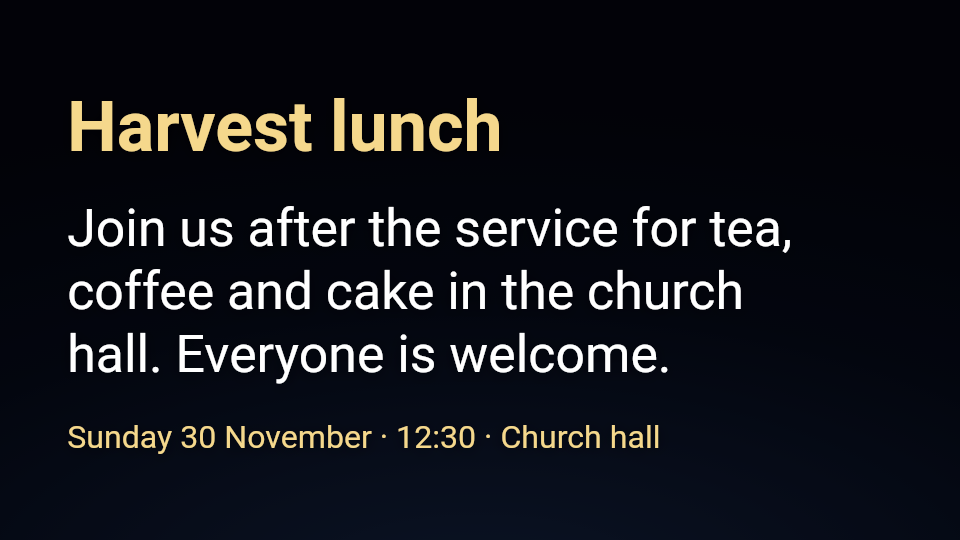 Harvest lunch
Join us after the service for tea,
coffee and cake in the church
hall. Everyone is welcome.
Sunday 30 November · 12:30 · Church hall